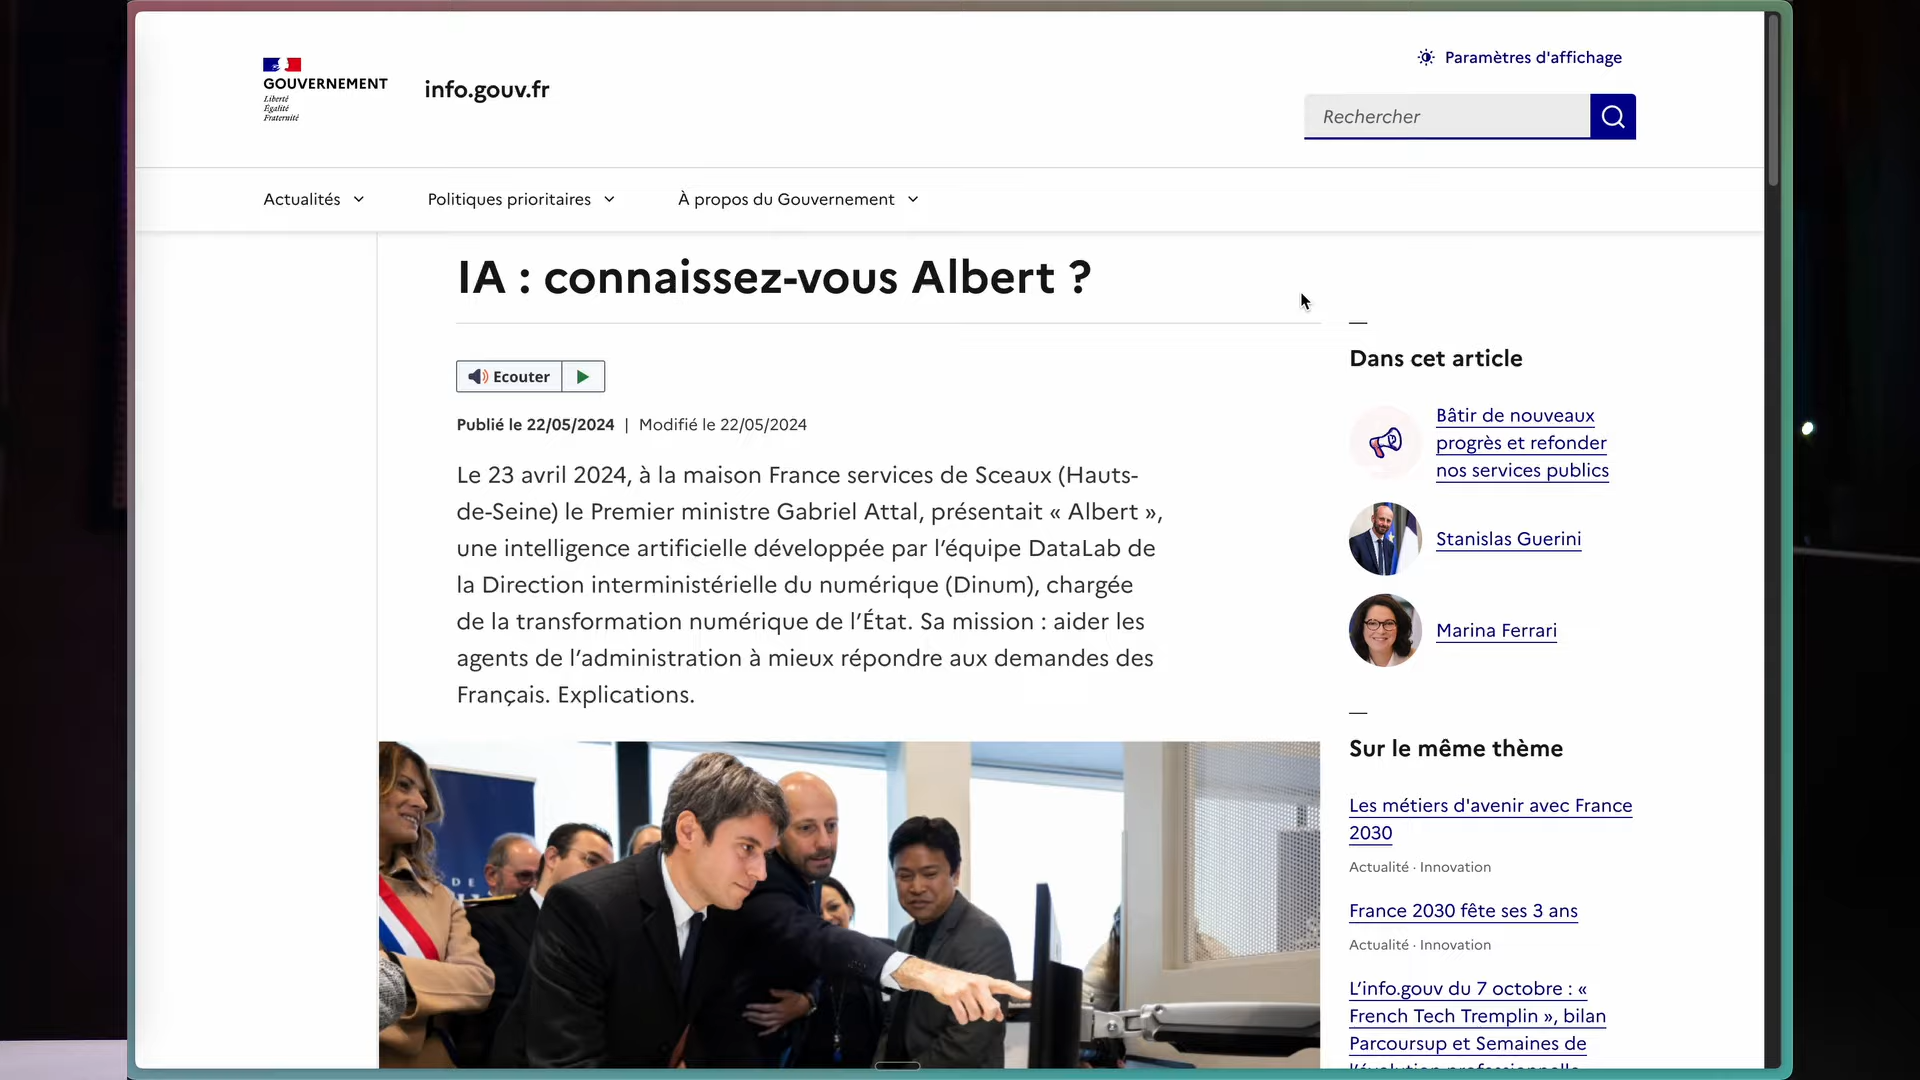 GOUVERNEMENT
Liberté
Égalité
Fraternité
info.gouv.fr
Paramètres d'affichage
Rechercher
Actualités
Politiques prioritaires
À propos du Gouvernement
IA : connaissez-vous Albert ?
Ecouter
Publié le 22/05/2024 | Modifié le 22/05/2024
Le 23 avril 2024, à la maison France services de Sceaux (Hauts-
de-Seine) le Premier ministre Gabriel Attal, présentait « Albert »,
une intelligence artificielle développée par l’équipe DataLab de
la Direction interministérielle du numérique (Dinum), chargée
de la transformation numérique de l’État. Sa mission : aider les
agents de l’administration à mieux répondre aux demandes des
Français. Explications.
Dans cet article
Bâtir de nouveaux
progrès et refonder
nos services publics
Stanislas Guerini
Marina Ferrari
Sur le même thème
Les métiers d'avenir avec France
2030
Actualité · Innovation
France 2030 fête ses 3 ans
Actualité · Innovation
L’info.gouv du 7 octobre : «
French Tech Tremplin », bilan
Parcoursup et Semaines de
l’évolution professionnelle